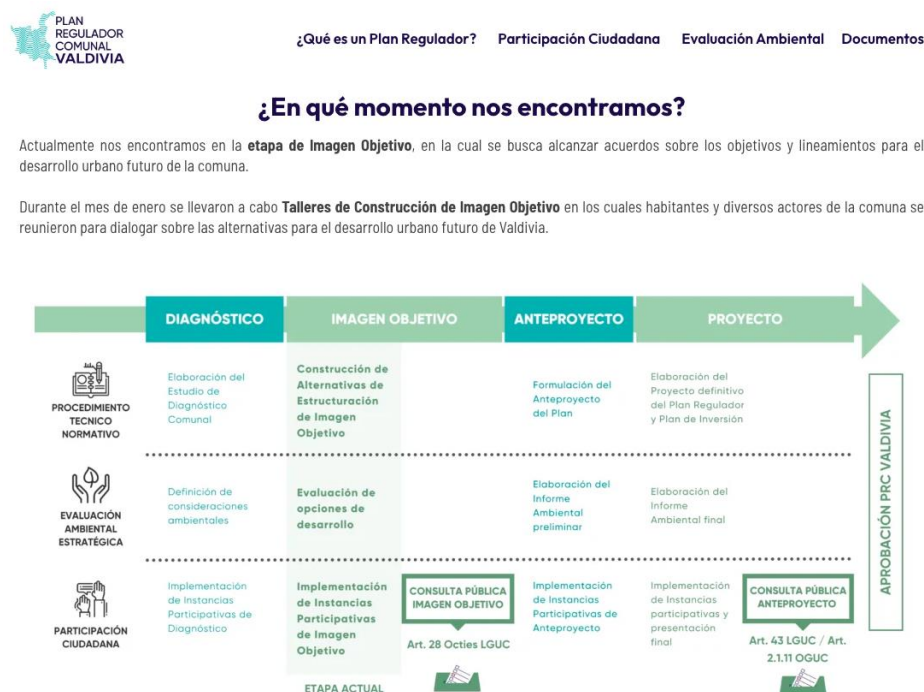 PLAN
REGULADOR
COMUNAL
VALDIVIA
¿Qué es un Plan Regulador? Participación Ciudadana Evaluación Ambiental Documentos
¿En qué momento nos encontramos?
Actualmente nos encontramos en la etapa de Imagen Objetivo, en la cual se busca alcanzar acuerdos sobre los objetivos y lineamientos para el
desarrollo urbano futuro de la comuna.
Durante el mes de enero se llevaron a cabo Talleres de Construcción de Imagen Objetivo en los cuales habitantes y diversos actores de la comuna se
reunieron para dialogar sobre las alternativas para el desarrollo urbano futuro de Valdivia.
DIAGNÓSTICO
IMAGEN OBJETIVO
ANTEPROYECTO
PROYECTO
PROCEDIMIENTO
TECNICO
NORMATIVO
Elaboración del
Estudio de
Diagnóstico
Comunal
Construcción de
Alternativas de
Estructuración
de Imagen
Objetivo
Formulación del
Anteproyecto
del Plan
Elaboración del
Proyecto definitivo
del Plan Regulador
y Plan de Inversión
EVALUACIÓN
AMBIENTAL
ESTRATÉGICA
Definición de
consideraciones
ambientales
Evaluación de
opciones de
desarrollo
Elaboración del
Informe
Ambiental
preliminar
Elaboración del
Informe
Ambiental final
PARTICIPACIÓN
CIUDADANA
Implementación
de Instancias
Participativas de
Diagnóstico
Implementación
de Instancias
Participativas
de Imagen
Objetivo
ETAPA ACTUAL
CONSULTA PÚBLICA
IMAGEN OBJETIVO
Art. 28 Octies LGUC
Implementación
de Instancias
Participativas de
Anteproyecto
Implementación
de Instancias
participativas y
presentación
final
CONSULTA PÚBLICA
ANTEPROYECTO
Art. 43 LGUC / Art.
2.1.11 OGUC
APROBACIÓN PRC VALDIVIA